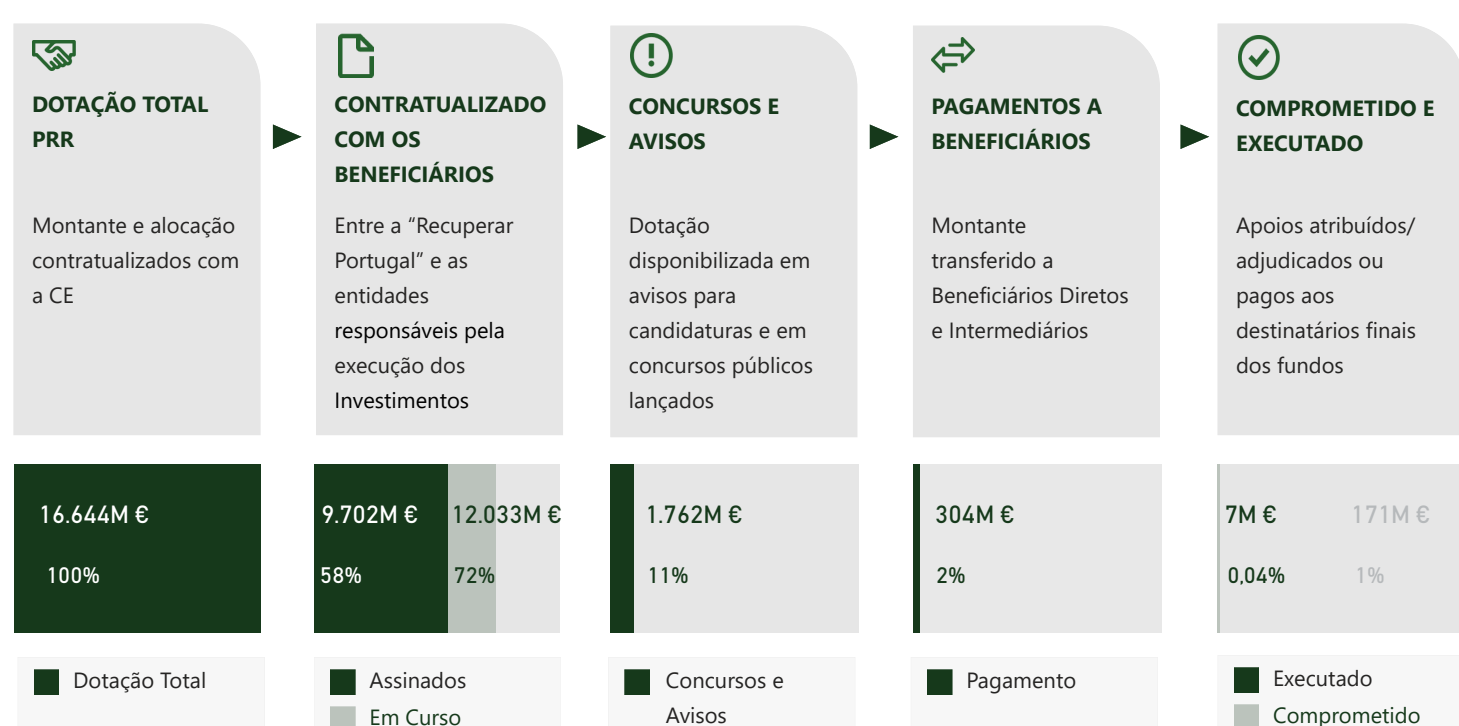 DOTAÇÃO TOTAL
PRR
Montante e alocação
contratualizados com
a CE
16.644M €
100%
Dotação Total
CONTRATUALIZADO
COM OS
BENEFICIÁRIOS
Entre a “Recuperar
Portugal” e as
entidades
responsáveis pela
execução dos
Investimentos
9.702M € 12.033M €
58% 72%
Assinados
Em Curso
CONCURSOS E
AVISOS
Dotação
disponibilizada em
avisos para
candidaturas e em
concursos públicos
lançados
1.762M €
11%
Concursos e
Avisos
PAGAMENTOS A
BENEFICIÁRIOS
Montante
transferido a
Beneficiários Diretos
e Intermediários
304M €
2%
Pagamento
COMPROMETIDO E
EXECUTADO
Apoios atribuídos/
adjudicados ou
pagos aos
destinatários finais
dos fundos
7M € 171M €
0,04% 1%
Executado
Comprometido